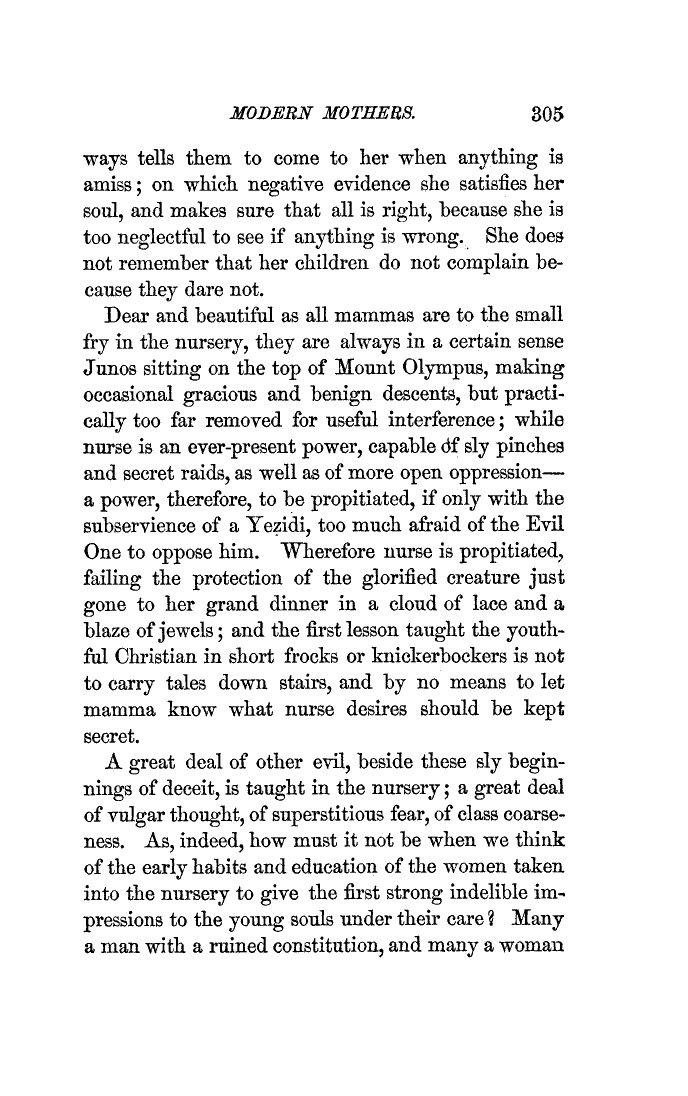 MODERN MOTHERS. 305
ways tells them to come to her when anything is
amiss; on which negative evidence she satisfies her
soul, and makes sure that all is right, because she is
too neglectful to see if anything is wrong. She does
not remember that her children do not complain be-
cause they dare not.
Dear and beautiful as all mammas are to the small
fry in the nursery, they are always in a certain sense
Junos sitting on the top of Mount Olympus, making
occasional gracious and benign descents, but practi-
cally too far removed for useful interference; while
nurse is an ever-present power, capable of sly pinches
and secret raids, as well as of more open oppression—
a power, therefore, to be propitiated, if only with the
subservience of a Yezidi, too much afraid of the Evil
One to oppose him. Wherefore nurse is propitiated,
failing the protection of the glorified creature just
gone to her grand dinner in a cloud of lace and a
blaze of jewels; and the first lesson taught the youth-
ful Christian in short frocks or knickerbockers is not
to carry tales down stairs, and by no means to let
mamma know what nurse desires should be kept
secret.
A great deal of other evil, beside these sly begin-
nings of deceit, is taught in the nursery; a great deal
of vulgar thought, of superstitious fear, of class coarse-
ness. As, indeed, how must it not be when we think
of the early habits and education of the women taken
into the nursery to give the first strong indelible im-
pressions to the young souls under their care? Many
a man with a ruined constitution, and many a woman